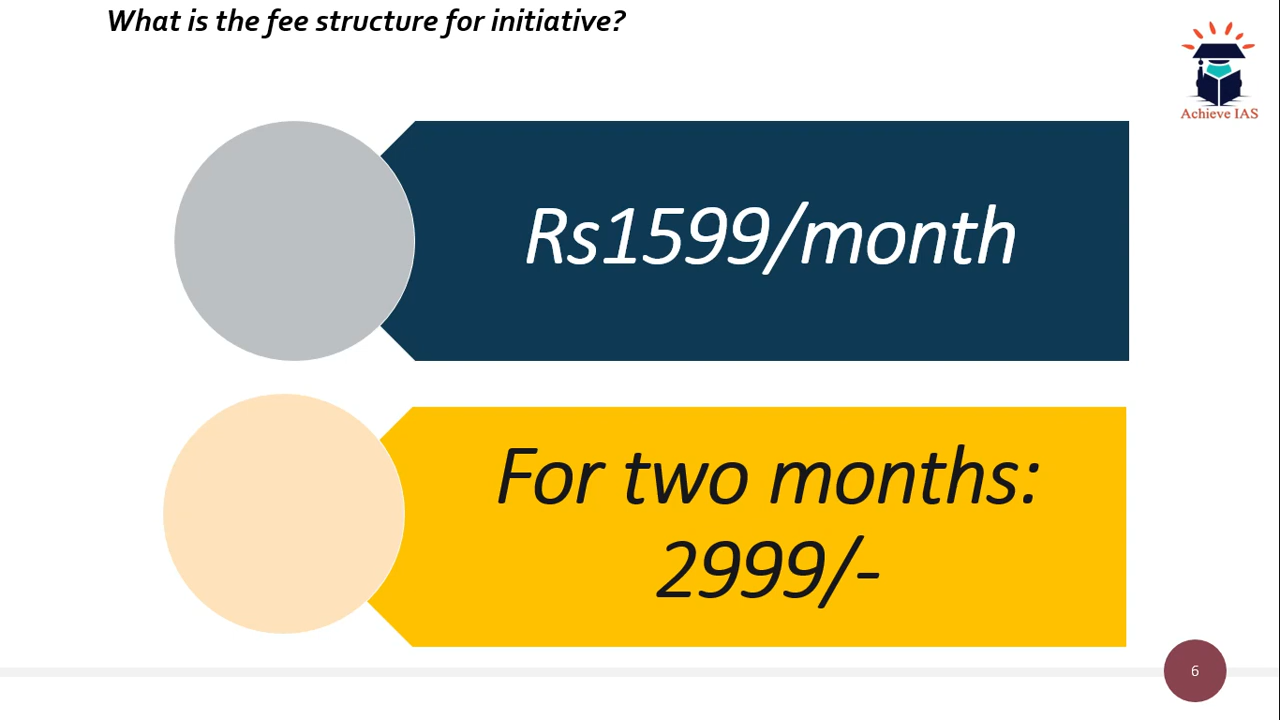 What is the fee structure for initiative?
Achieve IAS
Rs1599/month
For two months:
2999/-
6